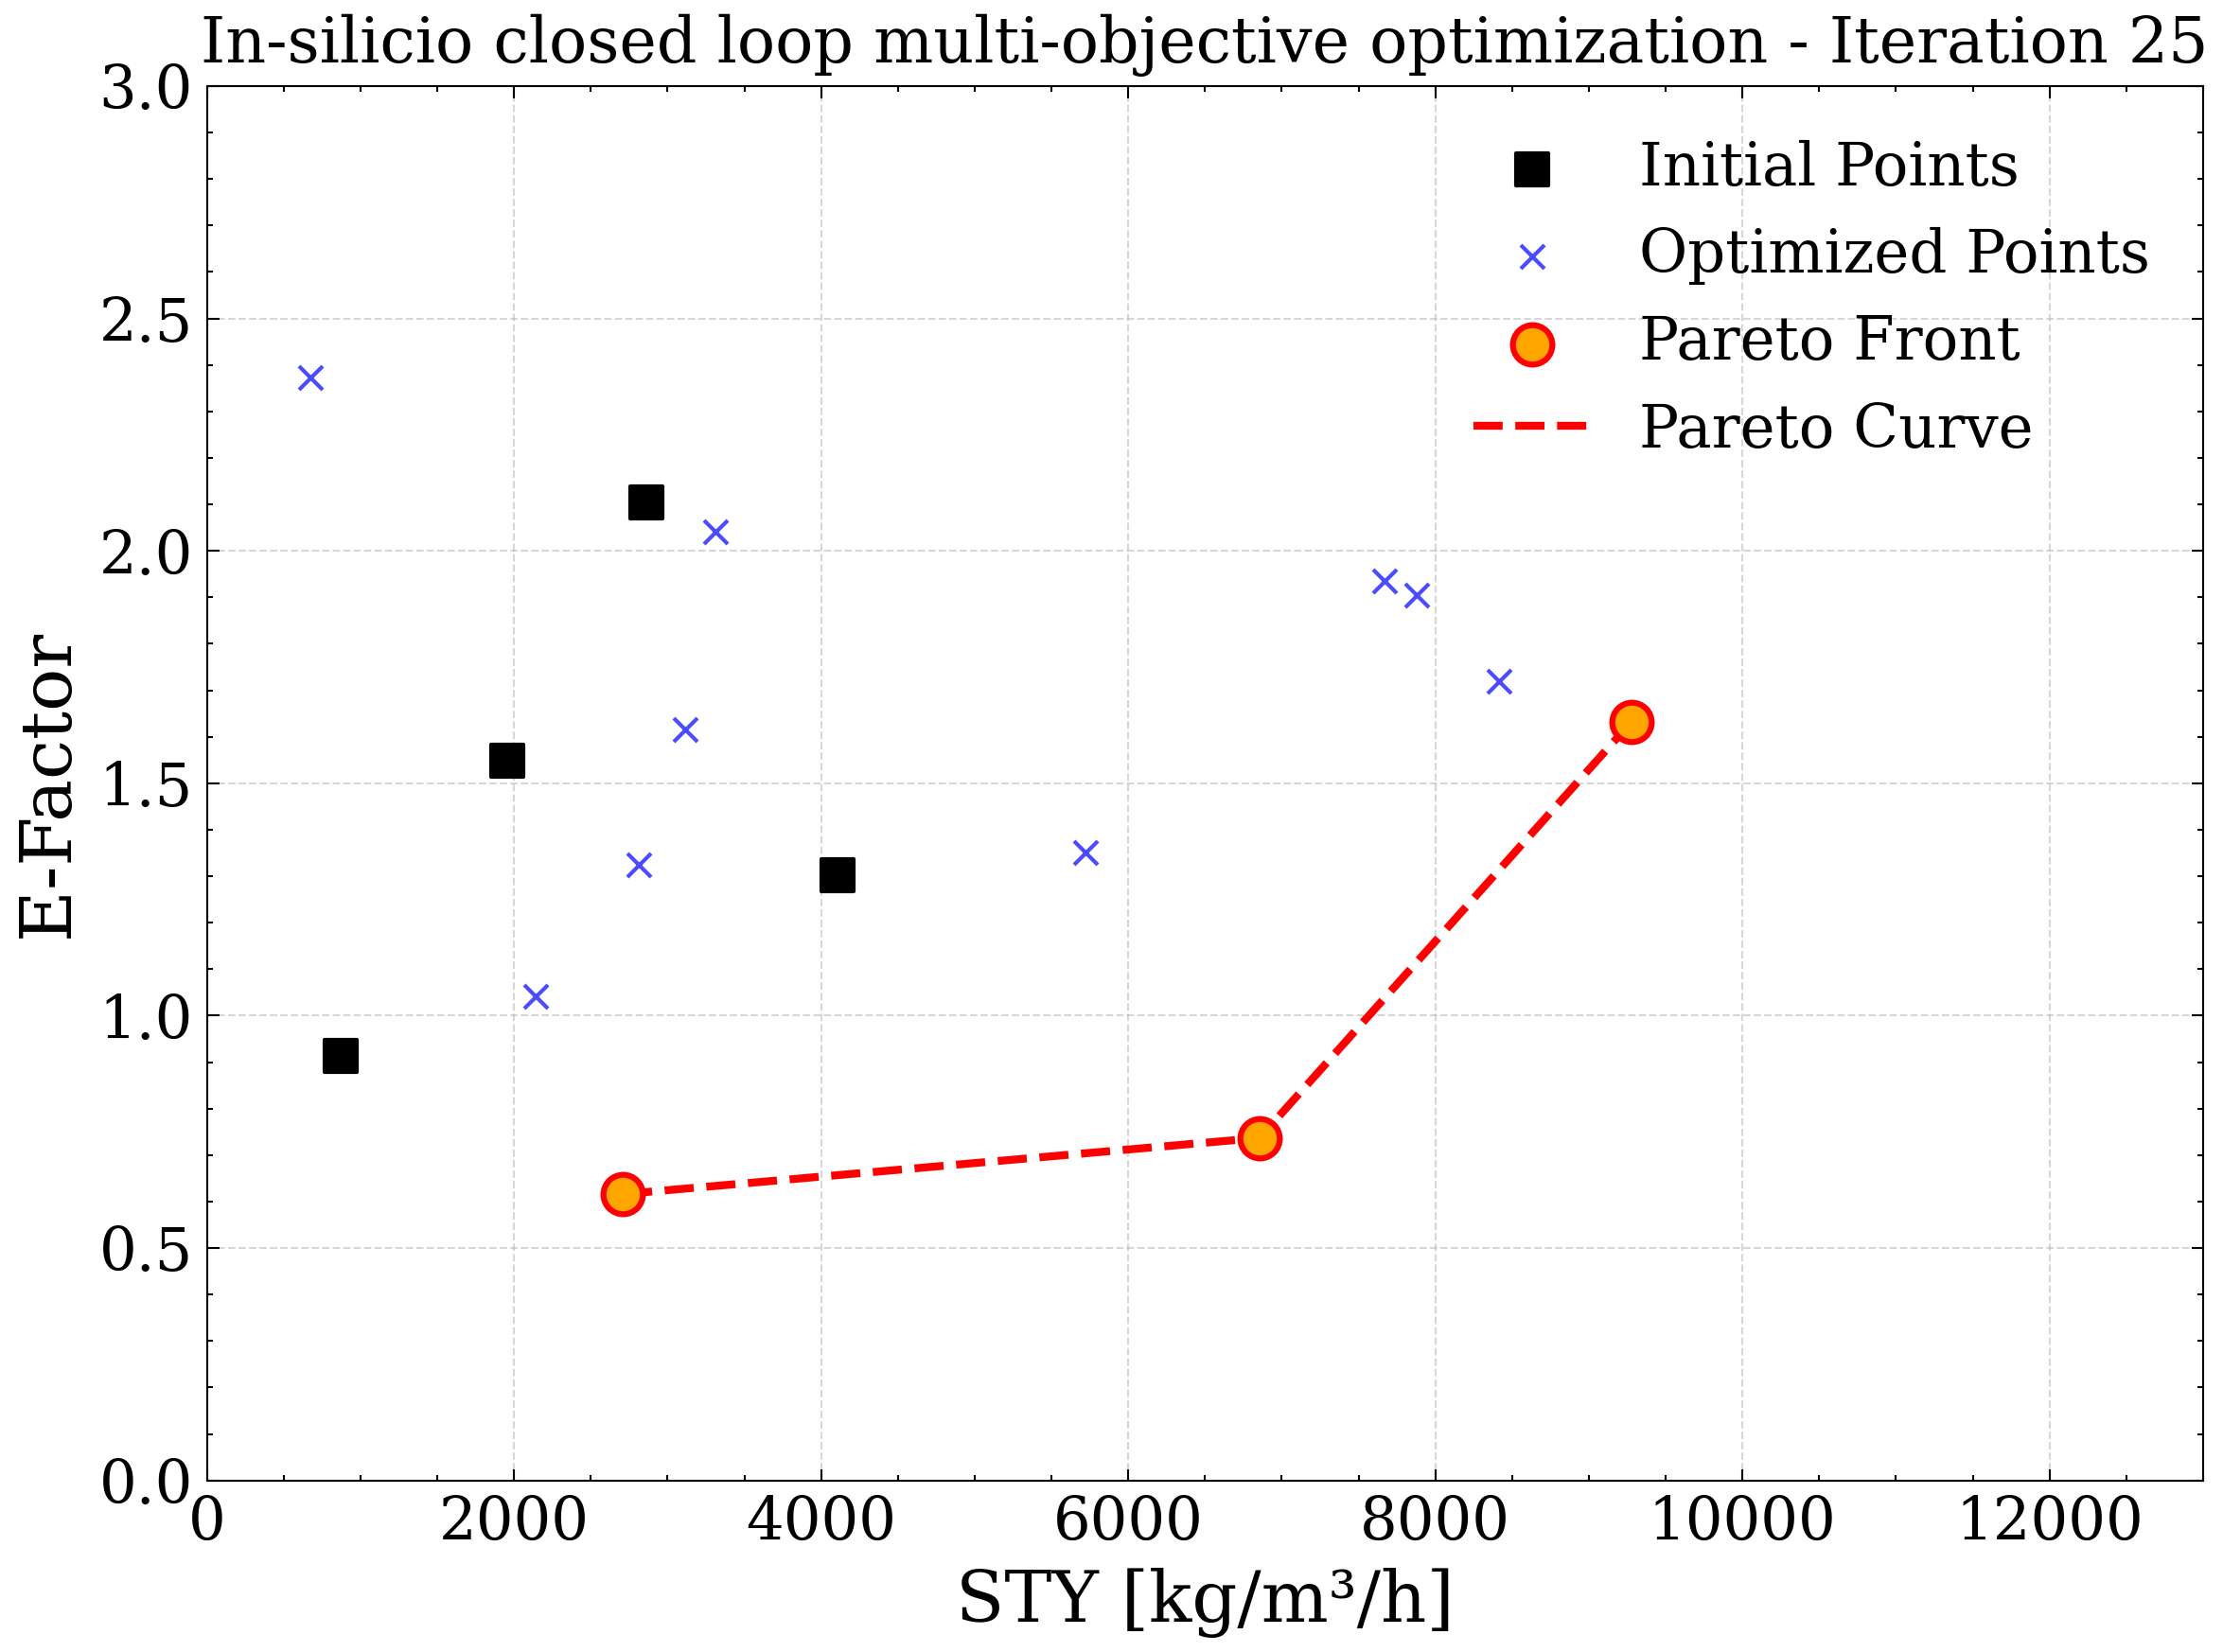 In-silicio closed loop multi-objective optimization - Iteration 25
3.0
2.5
2.0
1.5
1.0
0.5
0.0
E-Factor
Initial Points
Optimized Points
Pareto Front
Pareto Curve
0 2000 4000 6000 8000 10000 12000
STY [kg/m³/h]